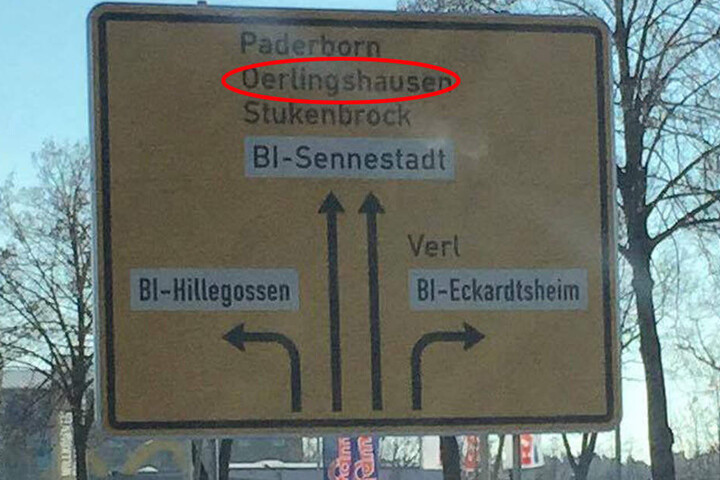 Paderborn
Oerlingshausen
Stukenbrock
BI-Sennestadt
Verl
BI-Hillegossen
BI-Eckardtsheim